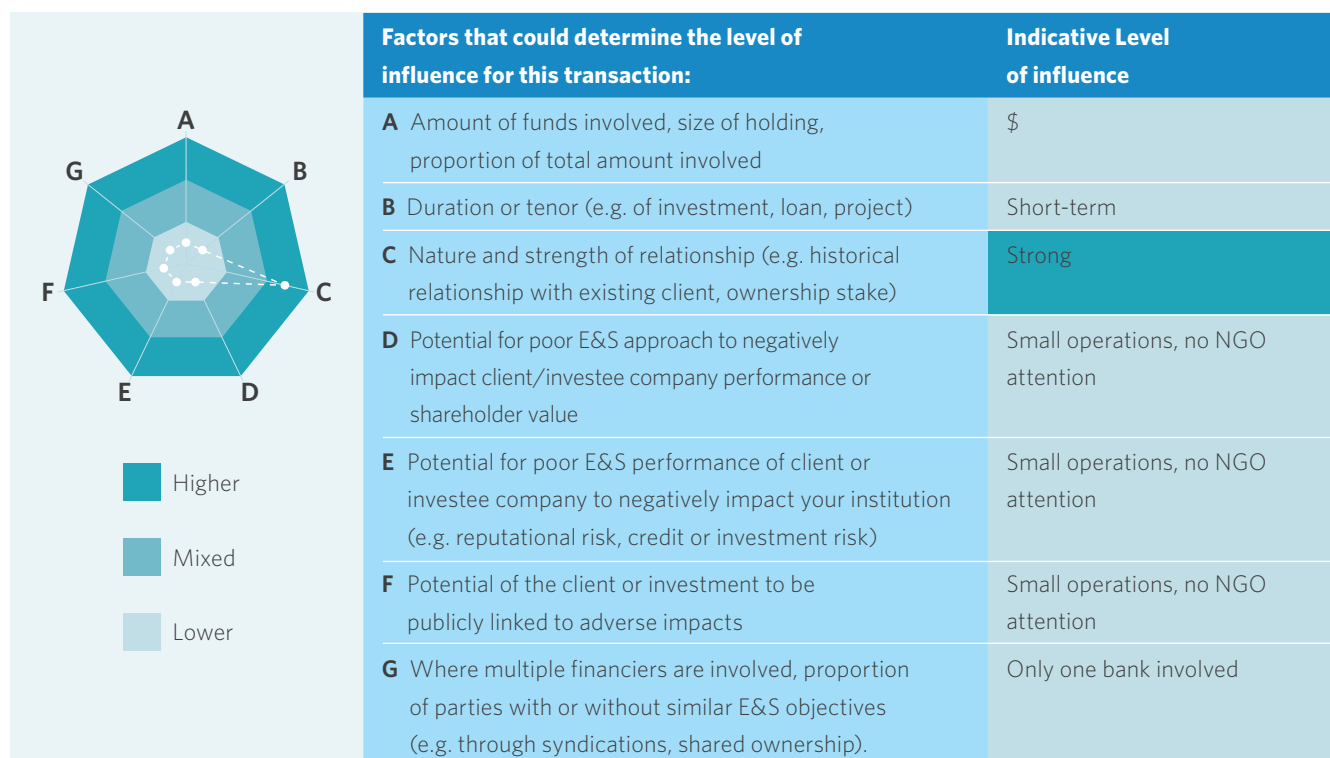 A
B
C
D
E
F
G
Higher
Mixed
Lower
Factors that could determine the level of
influence for this transaction:
Indicative Level
of influence
A Amount of funds involved, size of holding,
proportion of total amount involved
$
B Duration or tenor (e.g. of investment, loan, project)
Short-term
C Nature and strength of relationship (e.g. historical
relationship with existing client, ownership stake)
Strong
D Potential for poor E&S approach to negatively
impact client/investee company performance or
shareholder value
Small operations, no NGO
attention
E Potential for poor E&S performance of client or
investee company to negatively impact your institution
(e.g. reputational risk, credit or investment risk)
Small operations, no NGO
attention
F Potential of the client or investment to be
publicly linked to adverse impacts
Small operations, no NGO
attention
G Where multiple financiers are involved, proportion
of parties with or without similar E&S objectives
(e.g. through syndications, shared ownership).
Only one bank involved